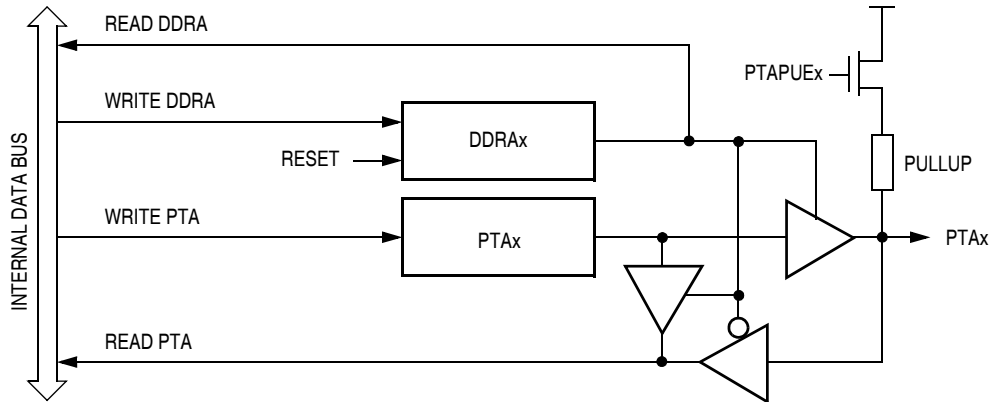 READ DDRA
PTAPUEx
WRITE DDRA
DDRAx
RESET
PULLUP
INTERNAL DATA BUS
WRITE PTA
PTAx
PTAx
READ PTA